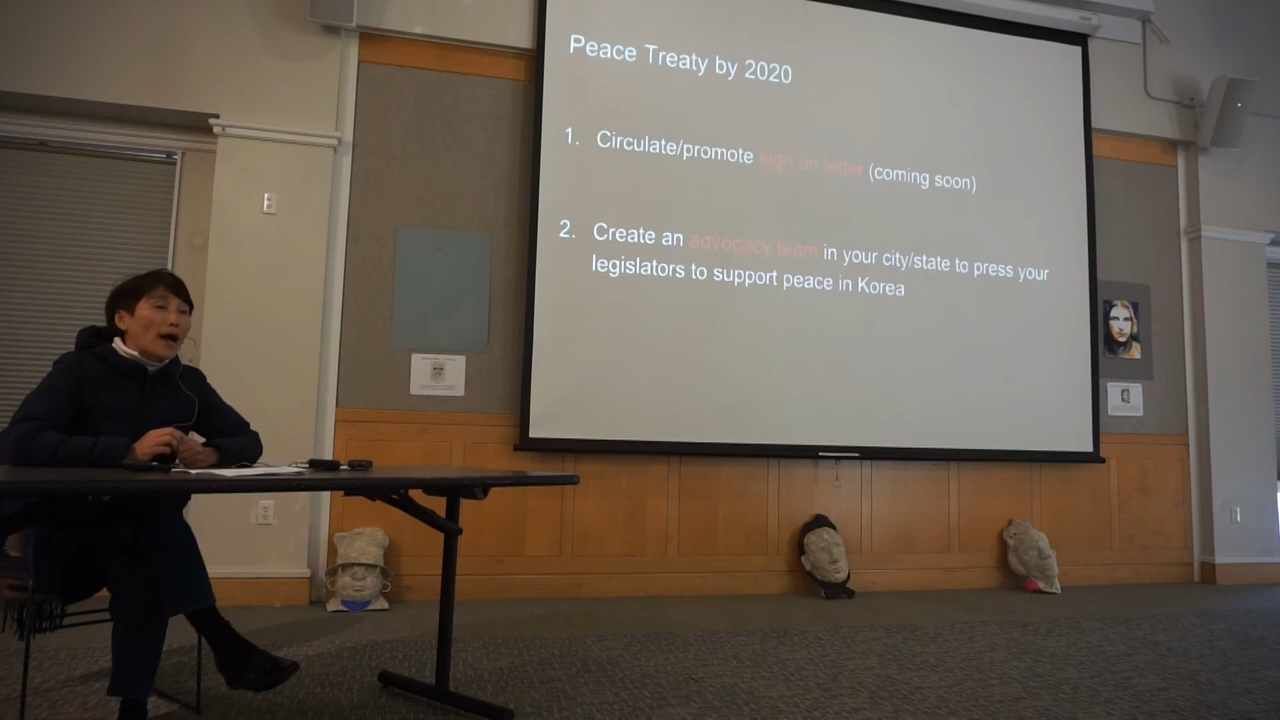 Peace Treaty by 2020
1. Circulate/promote sign on letter (coming soon)
2. Create an advocacy team in your city/state to press your
legislators to support peace in Korea